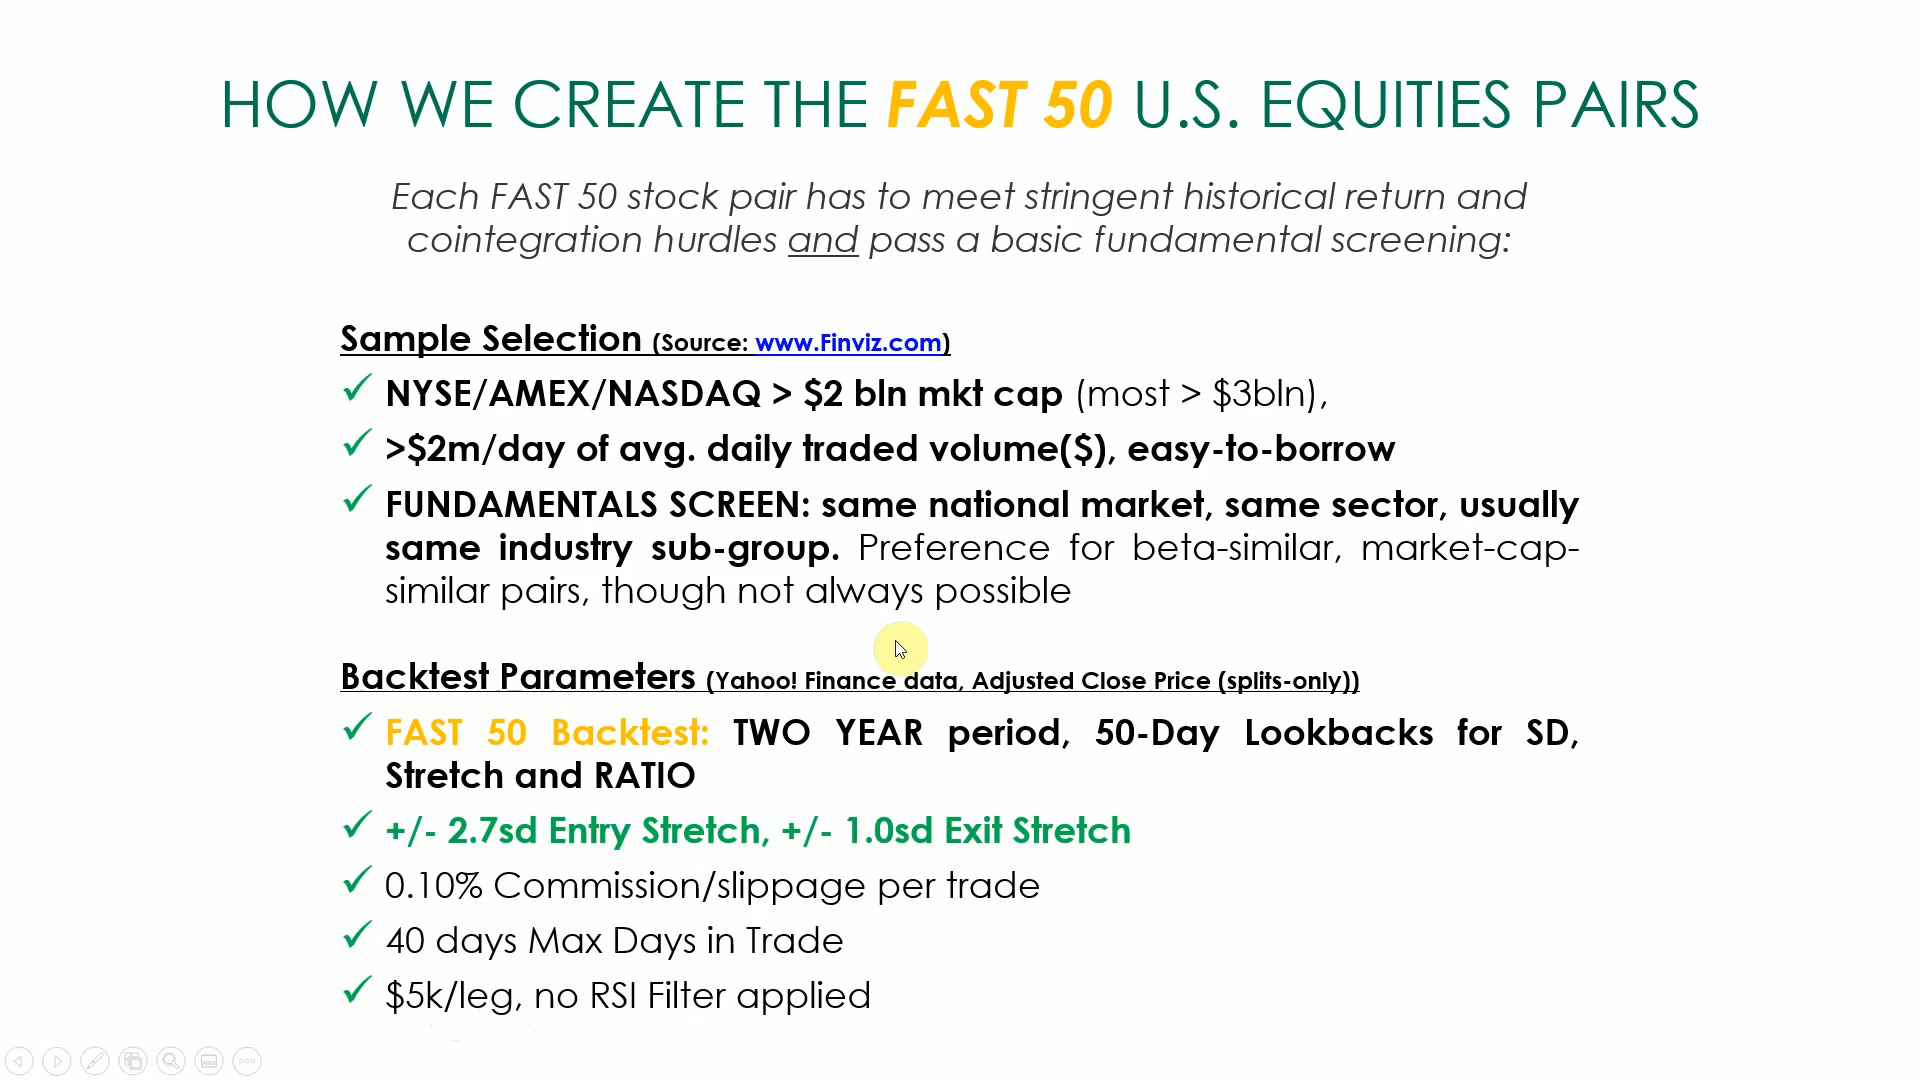 HOW WE CREATE THE FAST 50 U.S. EQUITIES PAIRS
Each FAST 50 stock pair has to meet stringent historical return and
cointegration hurdles and pass a basic fundamental screening:
Sample Selection (Source: www.Finviz.com)
✓ NYSE/AMEX/NASDAQ > $2 bln mkt cap (most > $3bln),
✓ >$2m/day of avg. daily traded volume($), easy-to-borrow
✓ FUNDAMENTALS SCREEN: same national market, same sector, usually
same industry sub-group. Preference for beta-similar, market-cap-
similar pairs, though not always possible
Backtest Parameters (Yahoo! Finance data, Adjusted Close Price (splits-only))
✓ FAST 50 Backtest: TWO YEAR period, 50-Day Lookbacks for SD,
Stretch and RATIO
✓ +/- 2.7sd Entry Stretch, +/- 1.0sd Exit Stretch
✓ 0.10% Commission/slippage per trade
✓ 40 days Max Days in Trade
✓ $5k/leg, no RSI Filter applied